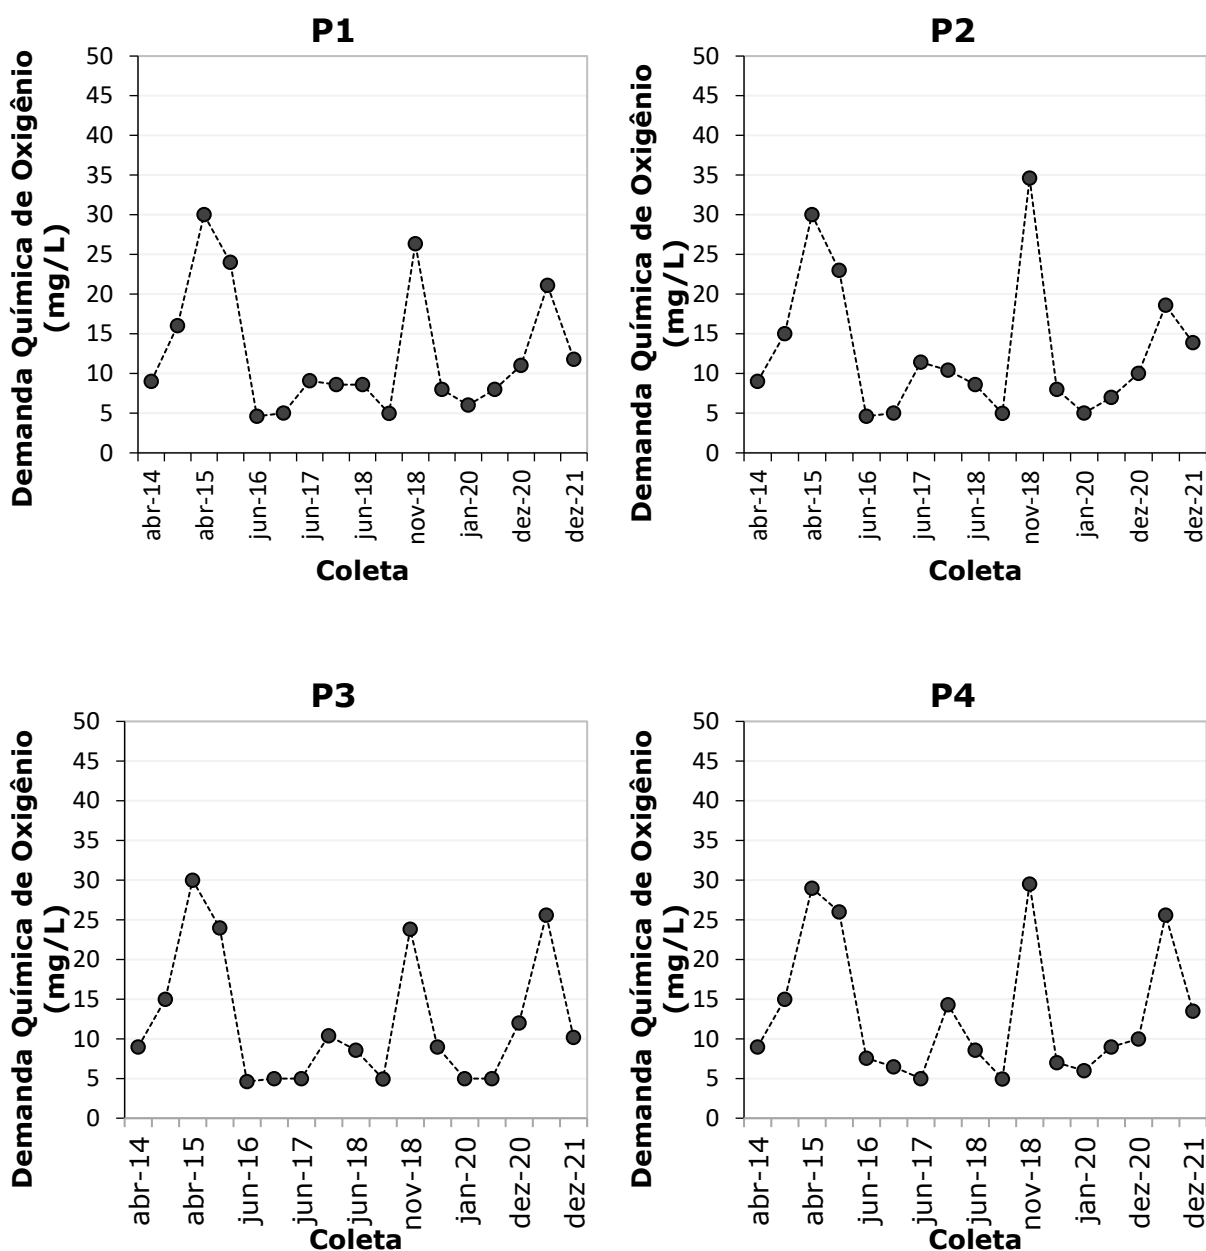 P1
Demanda Química de Oxigênio
(mg/L)
50
45
40
35
30
25
20
15
10
5
0
abr-14
abr-15
jun-16
jun-17
jun-18
nov-18
jan-20
dez-20
dez-21
Coleta
P2
Demanda Química de Oxigênio
(mg/L)
50
45
40
35
30
25
20
15
10
5
0
abr-14
abr-15
jun-16
jun-17
jun-18
nov-18
jan-20
dez-20
dez-21
Coleta
P3
Demanda Química de Oxigênio
(mg/L)
50
45
40
35
30
25
20
15
10
5
0
abr-14
abr-15
jun-16
jun-17
jun-18
nov-18
jan-20
dez-20
dez-21
Coleta
P4
Demanda Química de Oxigênio
(mg/L)
50
45
40
35
30
25
20
15
10
5
0
abr-14
abr-15
jun-16
jun-17
jun-18
nov-18
jan-20
dez-20
dez-21
Coleta